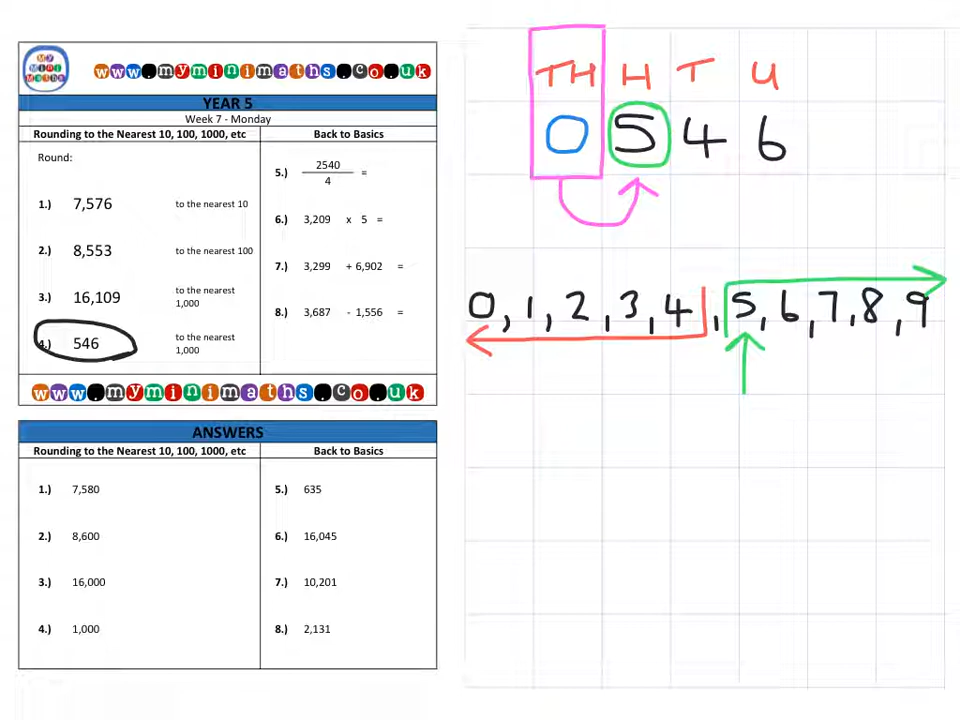 My
Mini
Maths
www.myminimaths.co.uk
YEAR 5
Week 7 - Monday
Rounding to the Nearest 10, 100, 1000, etc
Back to Basics
Round:
1.) 7,576 to the nearest 10
2.) 8,553 to the nearest 100
3.) 16,109 to the nearest
1,000
4.) 546 to the nearest
1,000
5.) 2540
4 =
6.) 3,209 x 5 =
7.) 3,299 + 6,902 =
8.) 3,687 - 1,556 =
www.myminimaths.co.uk
ANSWERS
Rounding to the Nearest 10, 100, 1000, etc
Back to Basics
1.) 7,580
2.) 8,600
3.) 16,000
4.) 1,000
5.) 635
6.) 16,045
7.) 10,201
8.) 2,131
TH H T U
0 5 4 6
0, 1, 2, 3, 4, 5, 6, 7, 8, 9